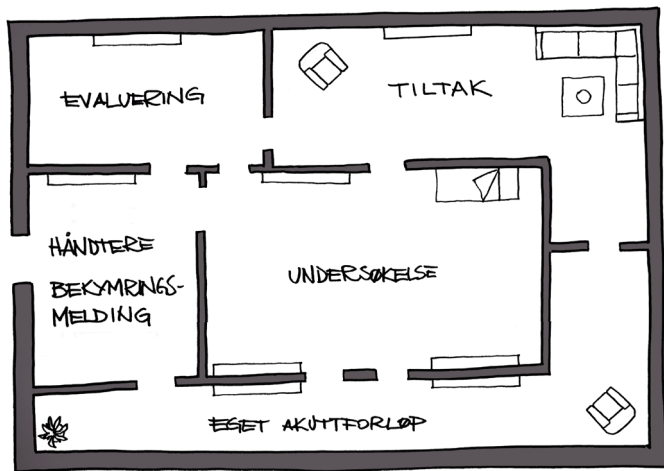 EVALUERING
TILTAK
HÅNDTERE
BEKYMRINGS-
MELDING
UNDERSØKELSE
EGET AKUTTFORLØP